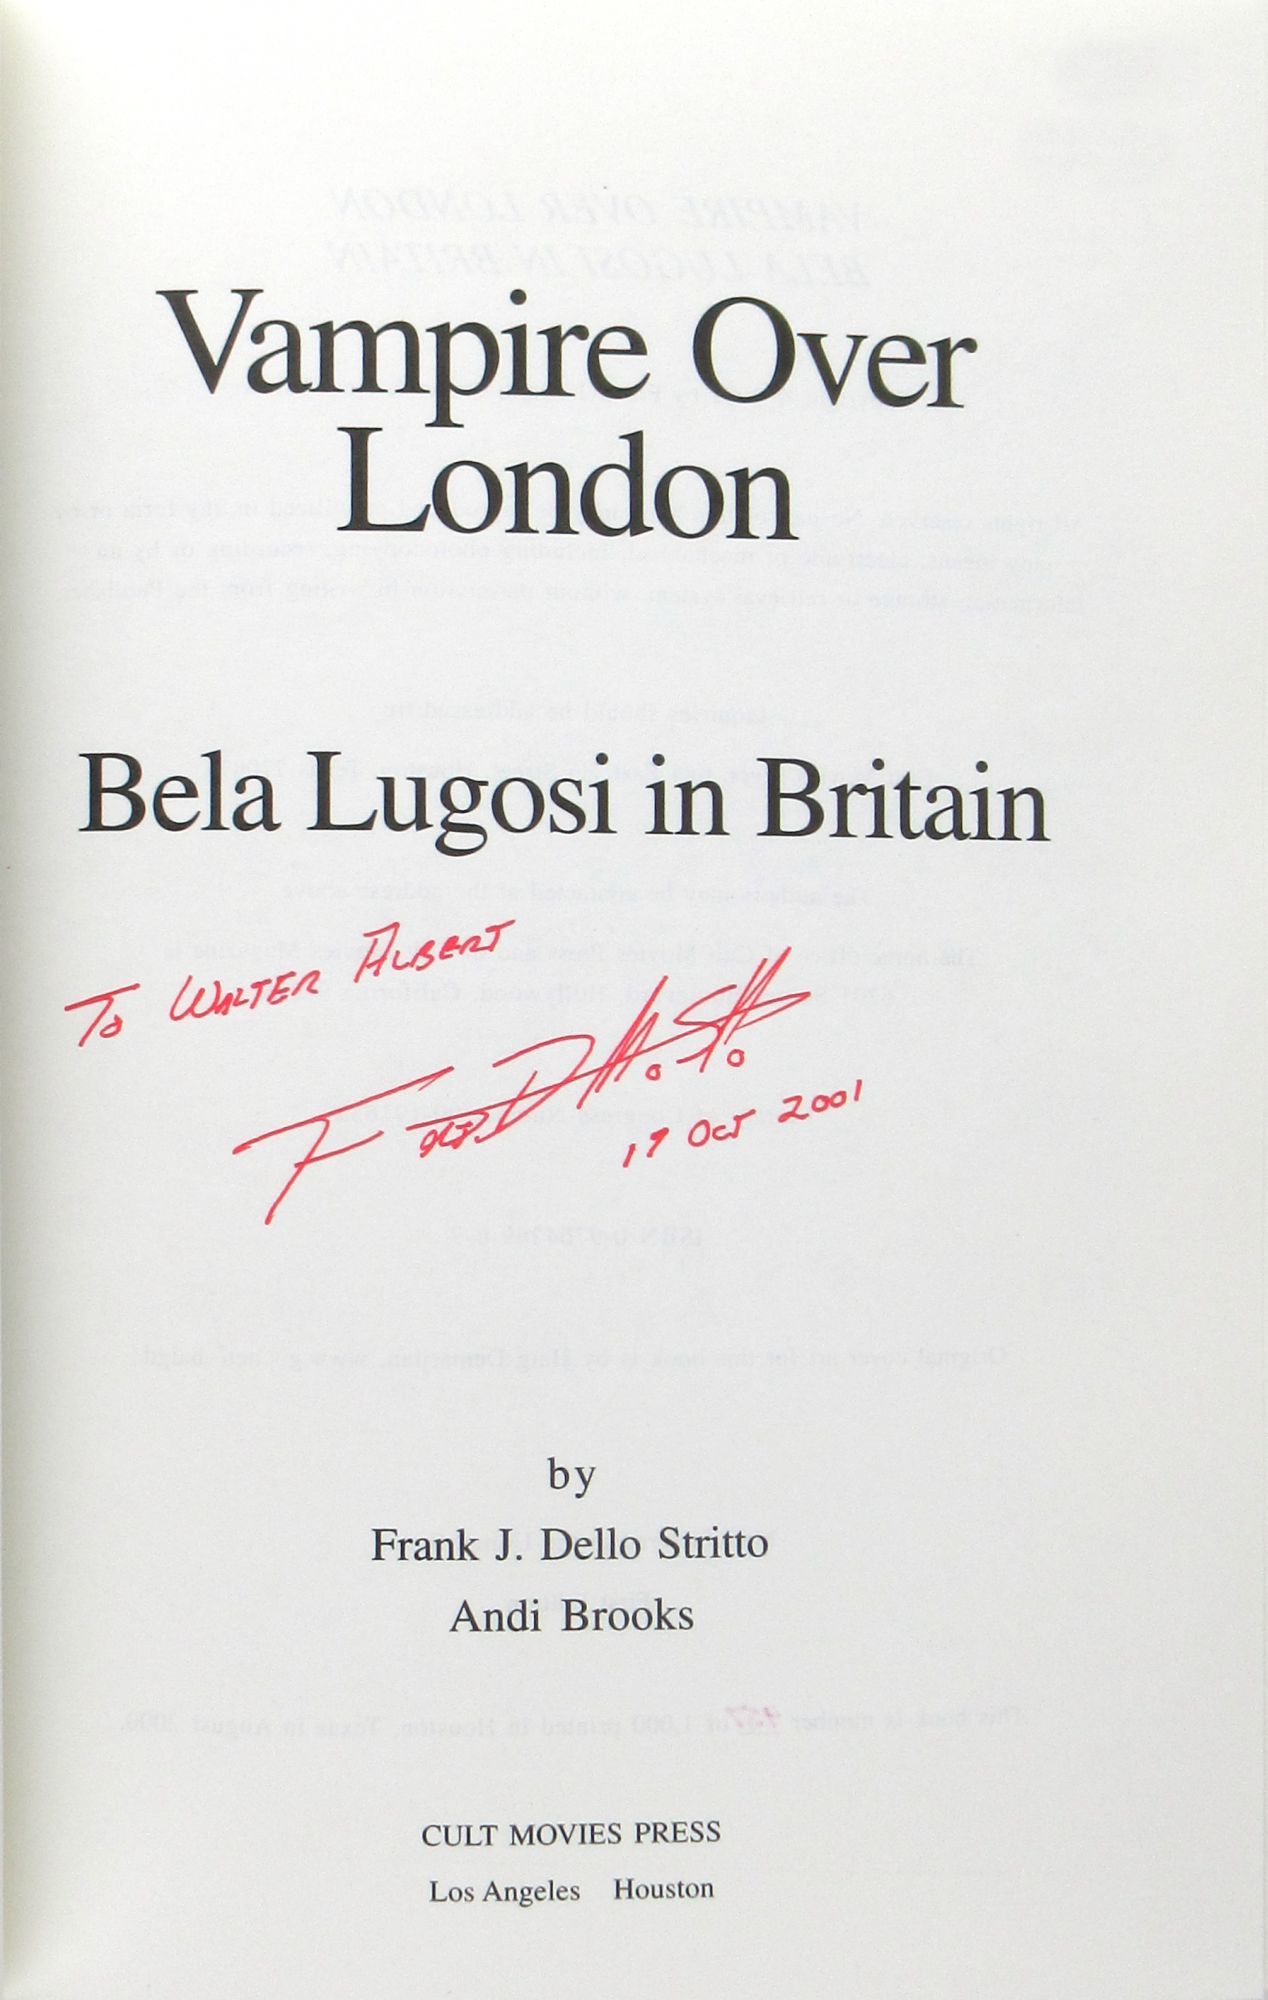 Vampire Over
London
Bela Lugosi in Britain
To WALTER ALBERT
19 OCT 2001
by
Frank J. Dello Stritto
Andi Brooks
CULT MOVIES PRESS
Los Angeles Houston